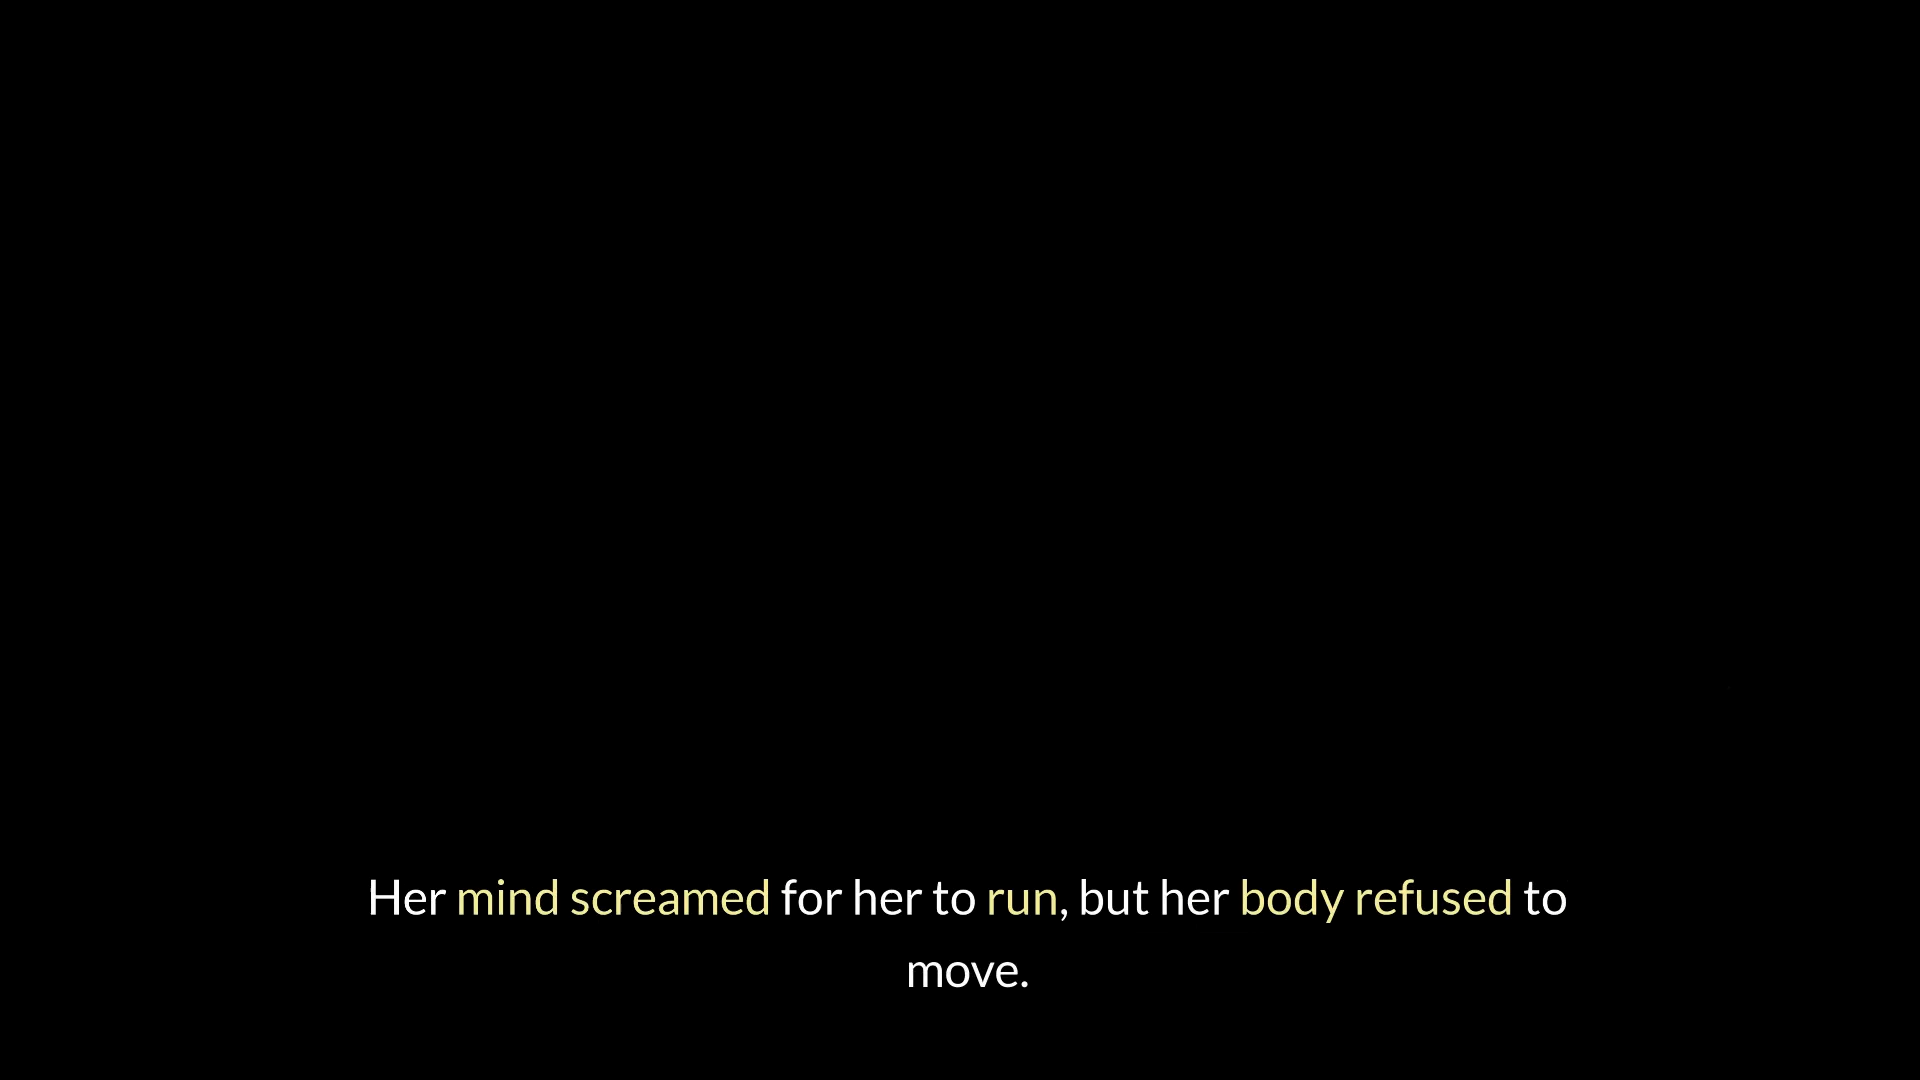 Her mind screamed for her to run, but her body refused to
move.